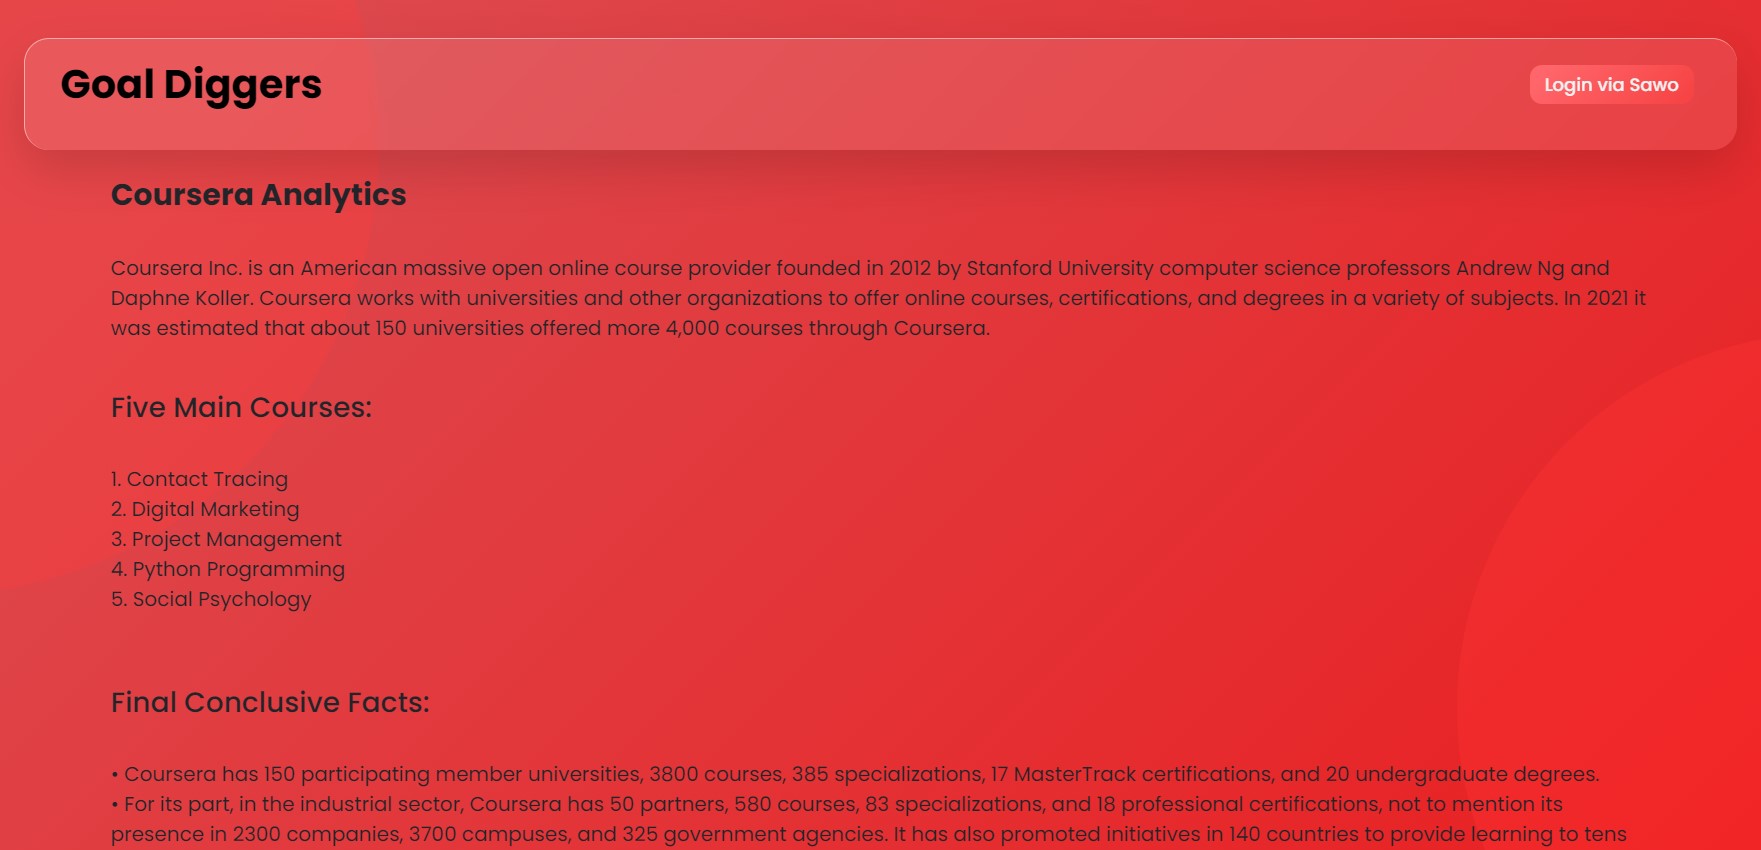 Goal Diggers
Login via Sawo
Coursera Analytics
Coursera Inc. is an American massive open online course provider founded in 2012 by Stanford University computer science professors Andrew Ng and
Daphne Koller. Coursera works with universities and other organizations to offer online courses, certifications, and degrees in a variety of subjects. In 2021 it
was estimated that about 150 universities offered more 4,000 courses through Coursera.
Five Main Courses:
1. Contact Tracing
2. Digital Marketing
3. Project Management
4. Python Programming
5. Social Psychology
Final Conclusive Facts:
• Coursera has 150 participating member universities, 3800 courses, 385 specializations, 17 MasterTrack certifications, and 20 undergraduate degrees.
• For its part, in the industrial sector, Coursera has 50 partners, 580 courses, 83 specializations, and 18 professional certifications, not to mention its
presence in 2300 companies, 3700 campuses, and 325 government agencies. It has also promoted initiatives in 140 countries to provide learning to tens